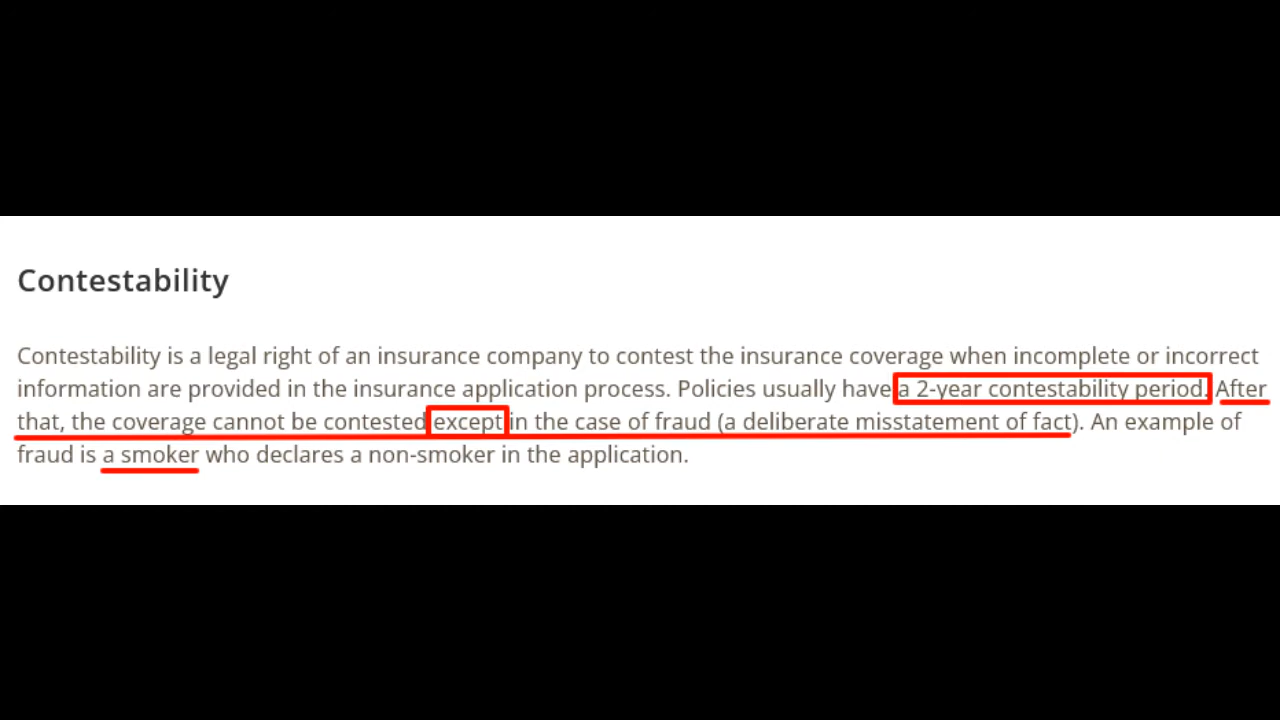 Contestability
Contestability is a legal right of an insurance company to contest the insurance coverage when incomplete or incorrect
information are provided in the insurance application process. Policies usually have a 2-year contestability period. After
that, the coverage cannot be contested except in the case of fraud (a deliberate misstatement of fact). An example of
fraud is a smoker who declares a non-smoker in the application.